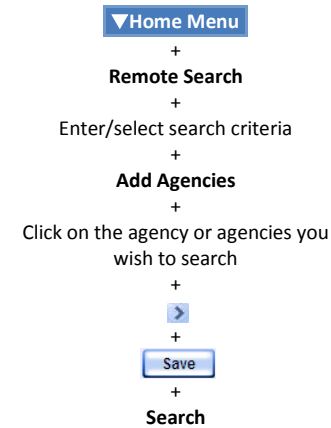 ▼Home Menu
+
Remote Search
+
Enter/select search criteria
+
Add Agencies
+
Click on the agency or agencies you
wish to search
+
>
+
Save
+
Search